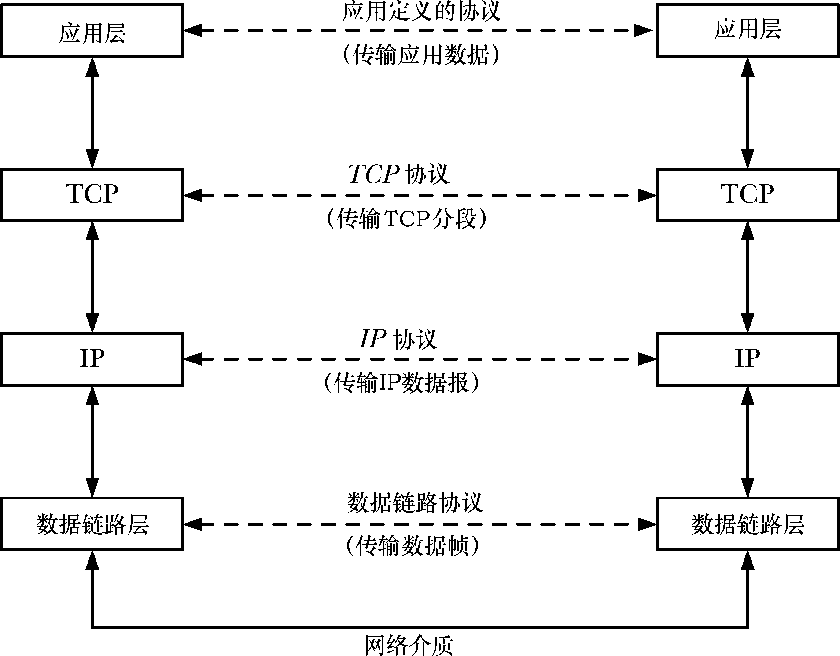 应用定义的协议
应用层
应用层
(传输应用数据)
TCP 协议
TCP
TCP
(传输TCP分段)
IP 协议
IP
IP
(传输IP数据报)
数据链路协议
数据链路层
数据链路层
(传输数据帧)
网络介质